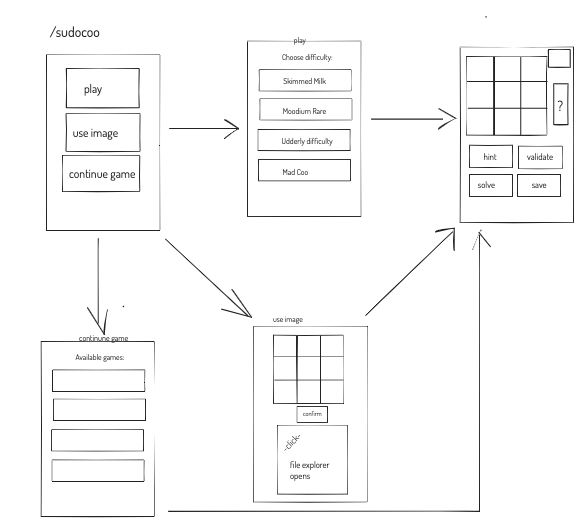 /sudocoo
play
use image
continue game
play
Choose difficulty:
Skimmed Milk
Moodium Rare
Udderly difficulty
Mad Coo
?
hint
validate
solve
save
continune game
Available games:
use image
confirm
-click-
file explorer
opens